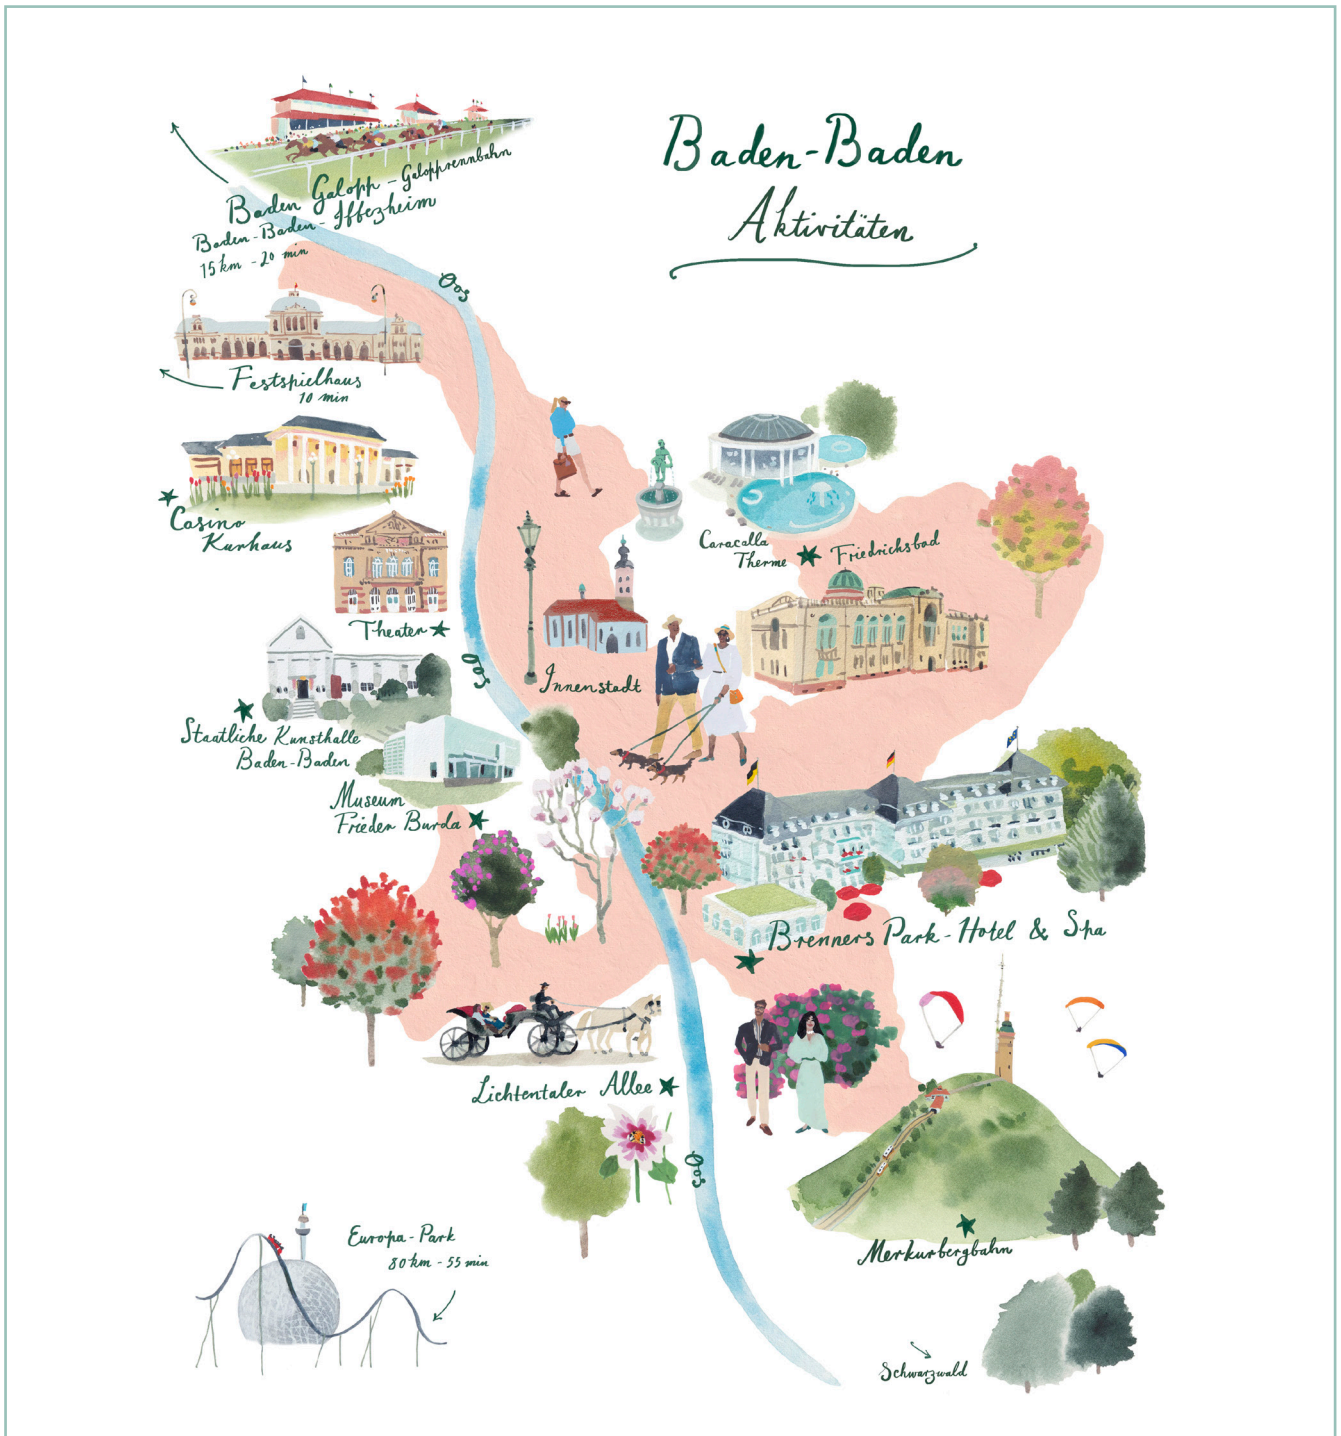 Baden-Baden
Aktivitäten
Baden Galopp - Galopprennbahn
Baden-Baden-Iffezheim
15 km - 20 min
Oos
Festspielhaus
10 min
Casino
Kurhaus
Caracalla
Therme
Friedrichsbad
Theater
Oos
Innenstadt
Staatliche Kunsthalle
Baden-Baden
Museum
Frieder Burda
Brenners Park-Hotel & Spa
Lichtentaler Allee
Oos
Merkurbergbahn
Europa-Park
80 km - 55 min
Schwarzwald